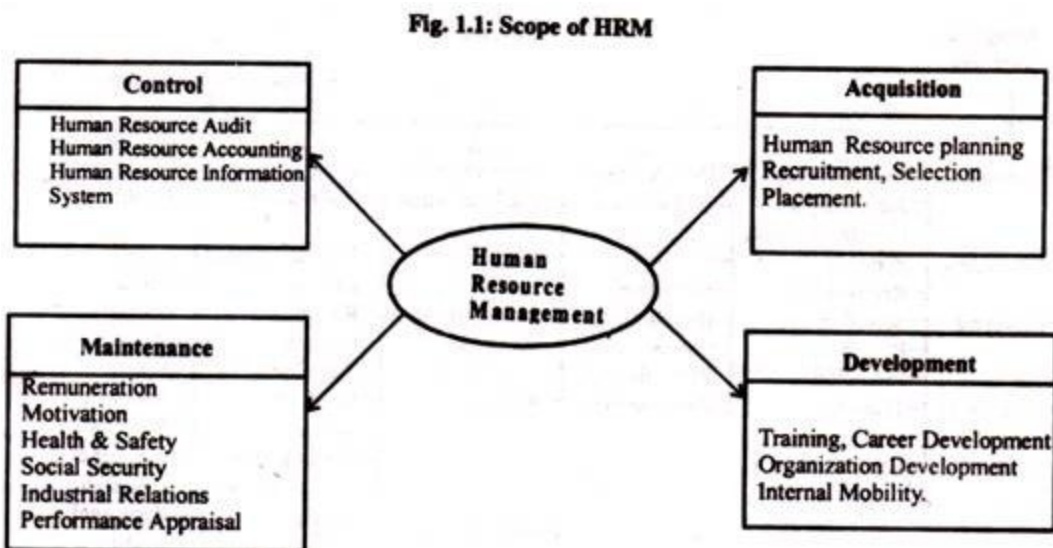 Fig. 1.1: Scope of HRM
Control
Human Resource Audit
Human Resource Accounting
Human Resource Information
System
Acquisition
Human Resource planning
Recruitment, Selection
Placement.
Human
Resource
Management
Maintenance
Remuneration
Motivation
Health & Safety
Social Security
Industrial Relations
Performance Appraisal
Development
Training, Career Development
Organization Development
Internal Mobility.